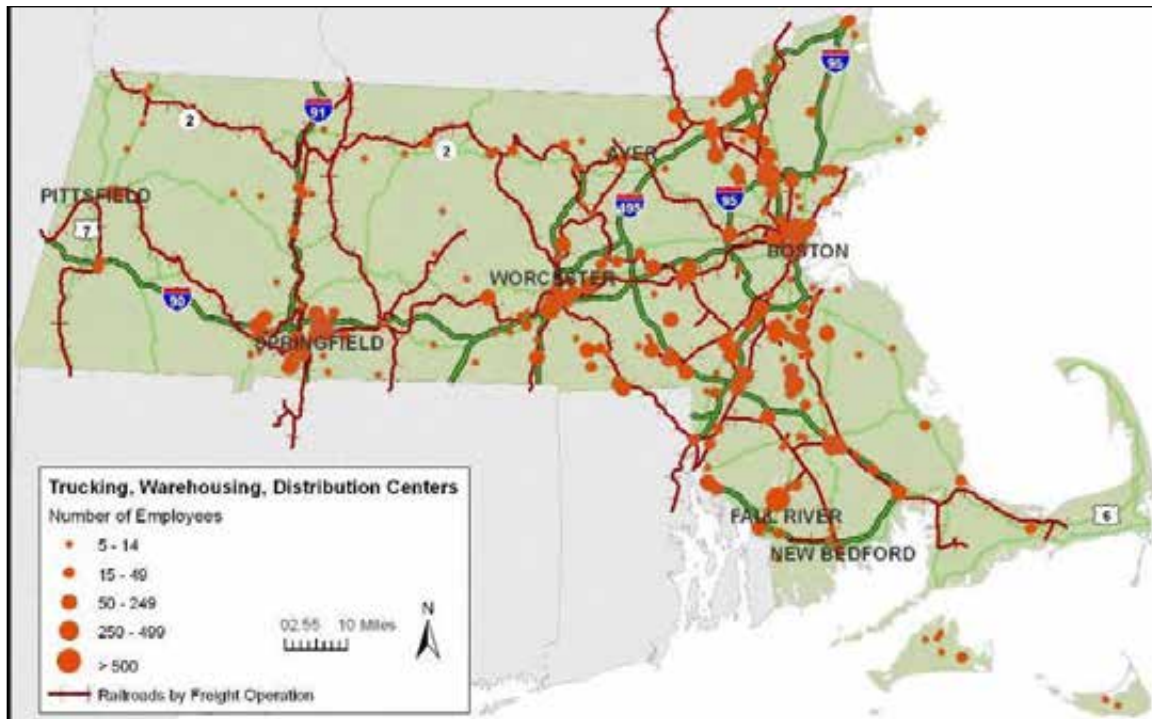 95
91
2
2
AYER
PITTSFIELD
495
95
7
BOSTON
WORCESTER
90
SPRINGFIELD
Trucking, Warehousing, Distribution Centers
Number of Employees
5 - 14
15 - 49
50 - 249
250 - 499
> 500
Railroads by Freight Operation
02.55 10 Miles
N
FALL RIVER
6
NEW BEDFORD